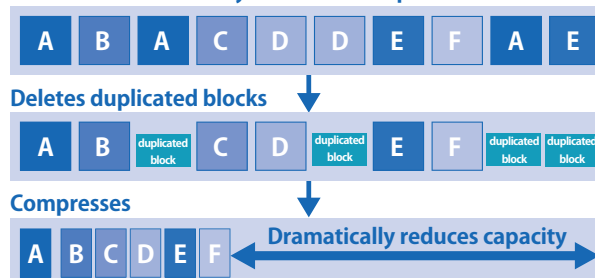 A B A C D D E F A E
Deletes duplicated blocks
A B duplicated block C D duplicated block E F duplicated block duplicated block
Compresses
A B C D E F Dramatically reduces capacity